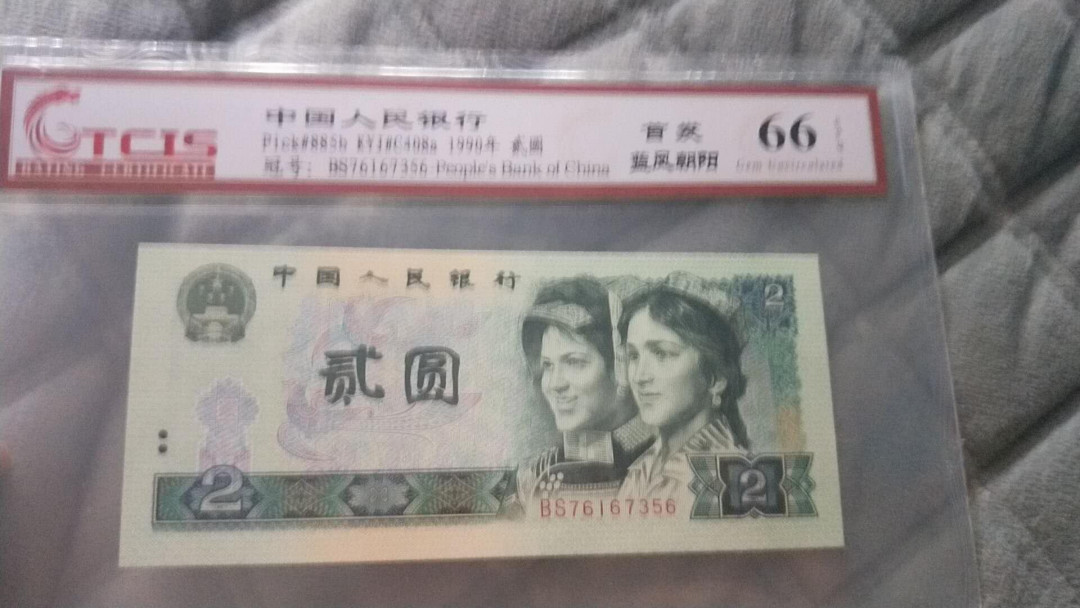 TCIS
中国人民银行
Pick#885b 1990年 贰圆
冠号: BS76167356 People's Bank of China
首发
蓝凤朝阳
66
Gem Uncirculated
中国人民银行
2
贰圆
2
2
BS76167356